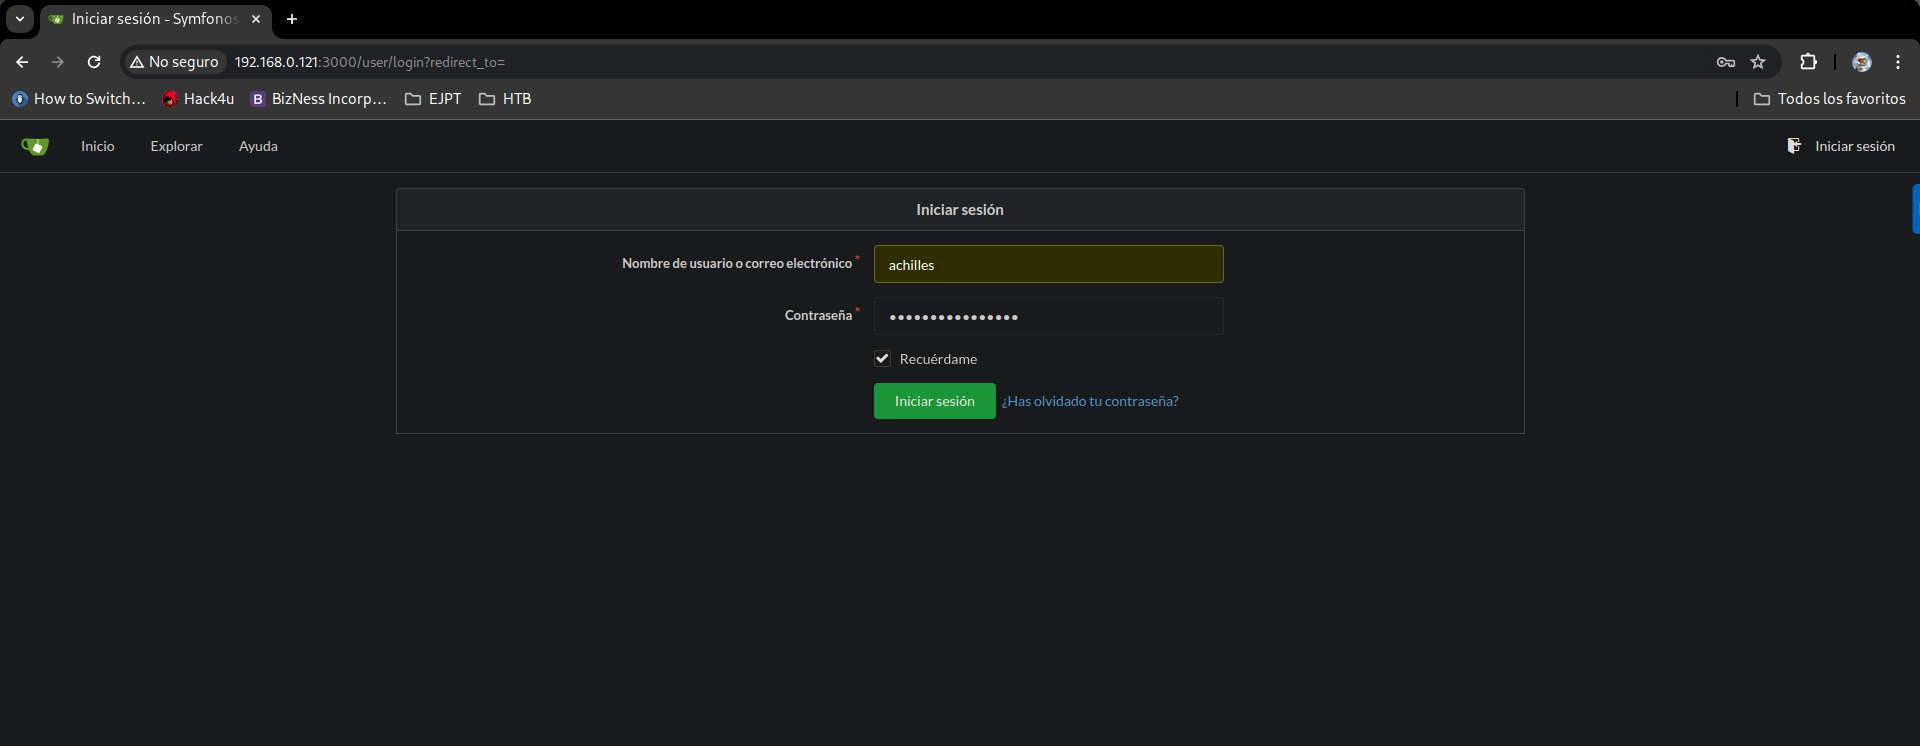 Iniciar sesión - Symfonos
No seguro 192.168.0.121:3000/user/login?redirect_to=
How to Switch... Hack4u B BizNess Incorp... EJPT HTB Todos los favoritos
Inicio Explorar Ayuda Iniciar sesión
Iniciar sesión
Nombre de usuario o correo electrónico * achilles
Contraseña * ••••••••••••••••
Recuérdame
Iniciar sesión ¿Has olvidado tu contraseña?